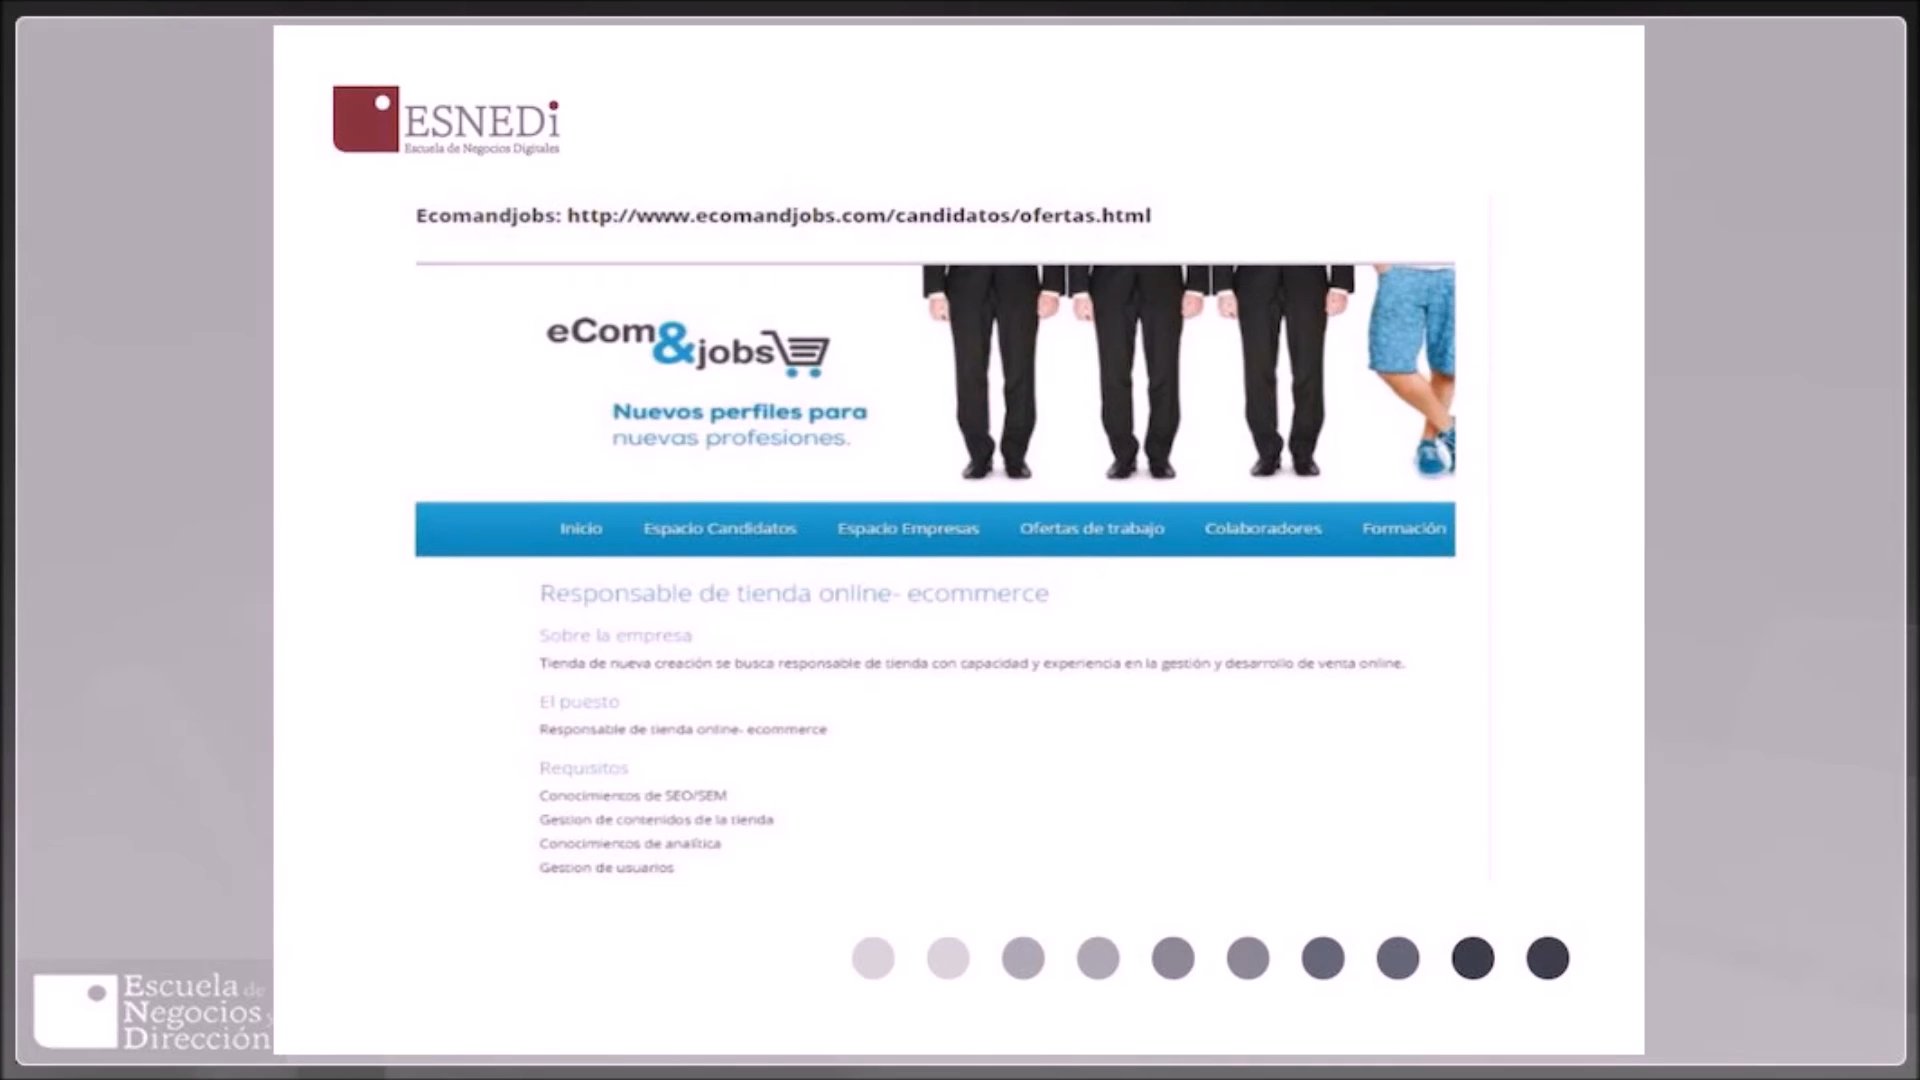 ESNEDi
Escuela de Negocios Digitales
Ecomandjobs: http://www.ecomandjobs.com/candidatos/ofertas.html
eCom&jobs
Nuevos perfiles para
nuevas profesiones.
Inicio Espacio Candidatos Espacio Empresas Ofertas de trabajo Colaboradores Formación
Responsable de tienda online- ecommerce
Sobre la empresa
Tienda de nueva creación se busca responsable de tienda con capacidad y experiencia en la gestión y desarrollo de venta online.
El puesto
Responsable de tienda online- ecommerce
Requisitos
Conocimientos de SEO/SEM
Gestion de contenidos de la tienda
Conocimientos de analítica
Gestion de usuarios
Escuela de
Negocios y
Dirección